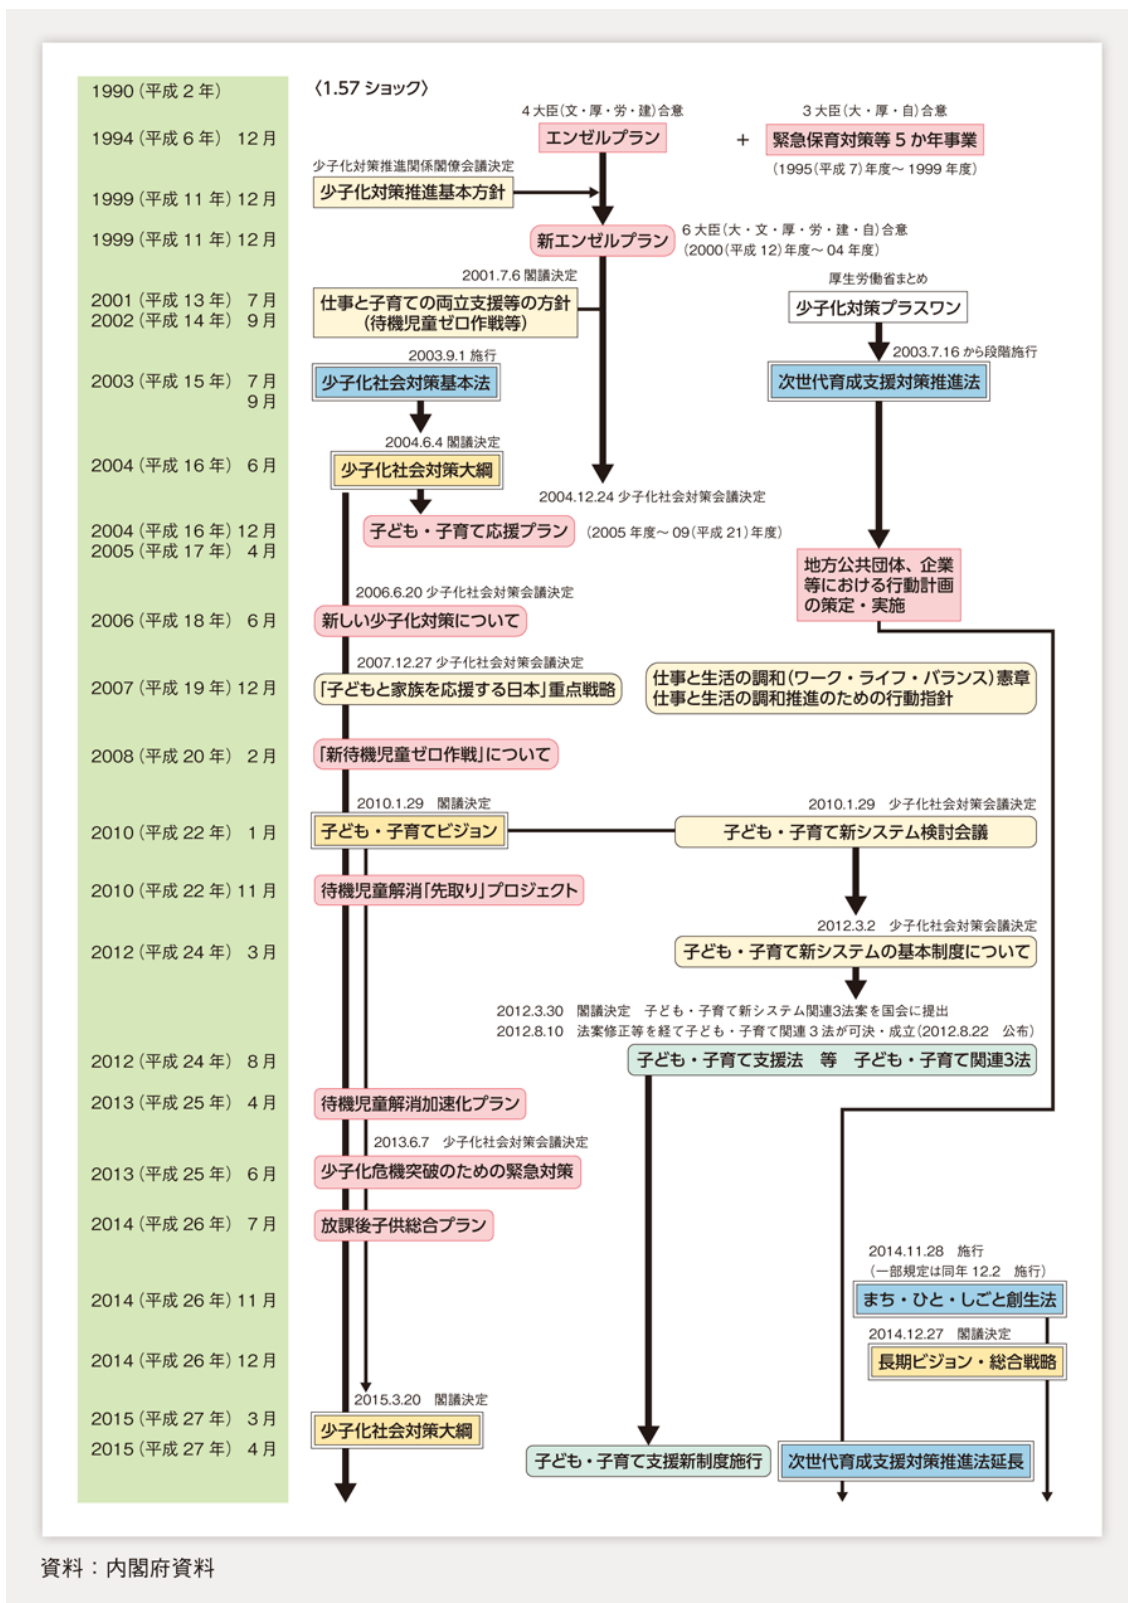 1990(平成2年)
〈1.57ショック〉
4大臣(文・厚・労・建)合意
3大臣(大・厚・自)合意
1994(平成6年) 12月
エンゼルプラン
+
緊急保育対策等5か年事業
(1995(平成7)年度〜1999年度)
少子化対策推進関係閣僚会議決定
1999(平成11年)12月
少子化対策推進基本方針
1999(平成11年)12月
新エンゼルプラン
6大臣(大・文・厚・労・建・自)合意
(2000(平成12)年度〜04年度)
2001.7.6 閣議決定
厚生労働省まとめ
2001(平成13年) 7月
2002(平成14年) 9月
仕事と子育ての両立支援等の方針
(待機児童ゼロ作戦等)
少子化対策プラスワン
2003.9.1 施行
2003.7.16から段階施行
2003(平成15年) 7月
9月
少子化社会対策基本法
次世代育成支援対策推進法
2004.6.4 閣議決定
2004(平成16年) 6月
少子化社会対策大綱
2004.12.24 少子化社会対策会議決定
2004(平成16年)12月
2005(平成17年) 4月
子ども・子育て応援プラン
(2005年度〜09(平成21)年度)
地方公共団体、企業
等における行動計画
の策定・実施
2006.6.20 少子化社会対策会議決定
2006(平成18年) 6月
新しい少子化対策について
2007.12.27 少子化社会対策会議決定
2007(平成19年)12月
「子どもと家族を応援する日本」重点戦略
仕事と生活の調和(ワーク・ライフ・バランス)憲章
仕事と生活の調和推進のための行動指針
2008(平成20年) 2月
「新待機児童ゼロ作戦」について
2010.1.29 閣議決定
2010.1.29 少子化社会対策会議決定
2010(平成22年) 1月
子ども・子育てビジョン
子ども・子育て新システム検討会議
2010(平成22年)11月
待機児童解消「先取り」プロジェクト
2012.3.2 少子化社会対策会議決定
2012(平成24年) 3月
子ども・子育て新システムの基本制度について
2012.3.30 閣議決定 子ども・子育て新システム関連3法案を国会に提出
2012.8.10 法案修正等を経て子ども・子育て関連3法が可決・成立(2012.8.22 公布)
2012(平成24年) 8月
子ども・子育て支援法 等 子ども・子育て関連3法
2013(平成25年) 4月
待機児童解消加速化プラン
2013.6.7 少子化社会対策会議決定
2013(平成25年) 6月
少子化危機突破のための緊急対策
2014(平成26年) 7月
放課後子供総合プラン
2014.11.28 施行
(一部規定は同年12.2 施行)
2014(平成26年)11月
まち・ひと・しごと創生法
2014.12.27 閣議決定
2014(平成26年)12月
長期ビジョン・総合戦略
2015.3.20 閣議決定
2015(平成27年) 3月
少子化社会対策大綱
2015(平成27年) 4月
子ども・子育て支援新制度施行
次世代育成支援対策推進法延長
資料：内閣府資料